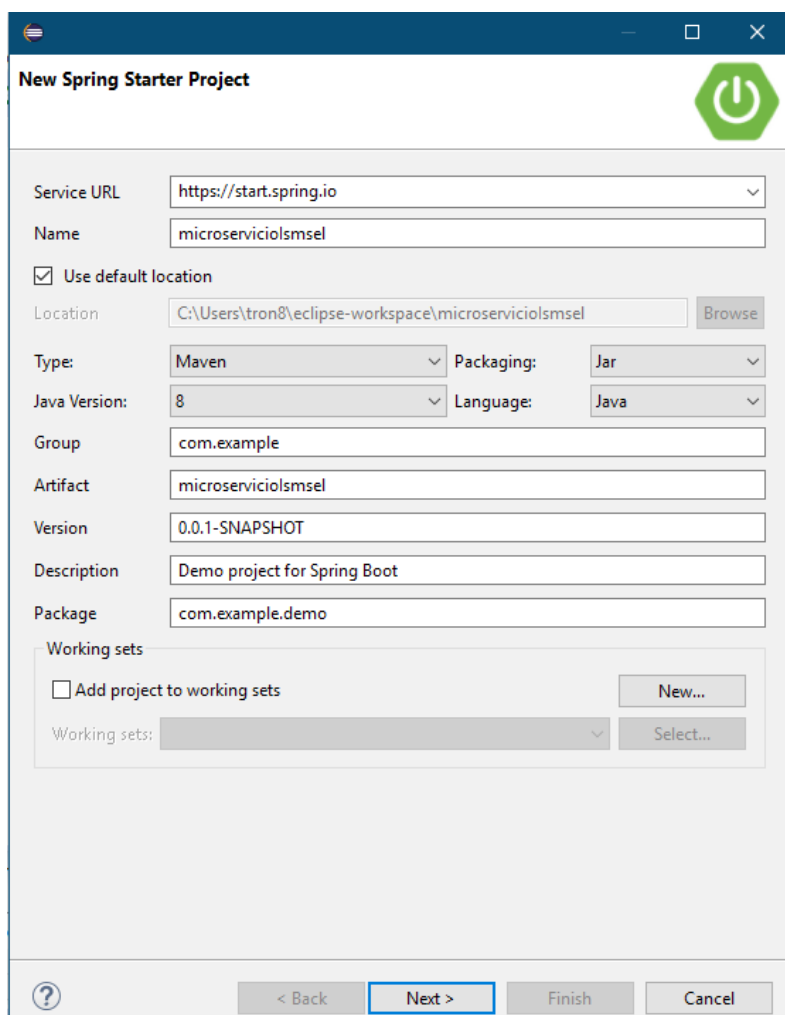 New Spring Starter Project
Service URL https://start.spring.io
Name microserviciolsmsel
Use default location
Location C:\Users\tron8\eclipse-workspace\microserviciolsmsel Browse
Type: Maven Packaging: Jar
Java Version: 8 Language: Java
Group com.example
Artifact microserviciolsmsel
Version 0.0.1-SNAPSHOT
Description Demo project for Spring Boot
Package com.example.demo
Working sets
Add project to working sets New...
Working sets: Select...
? < Back Next > Finish Cancel